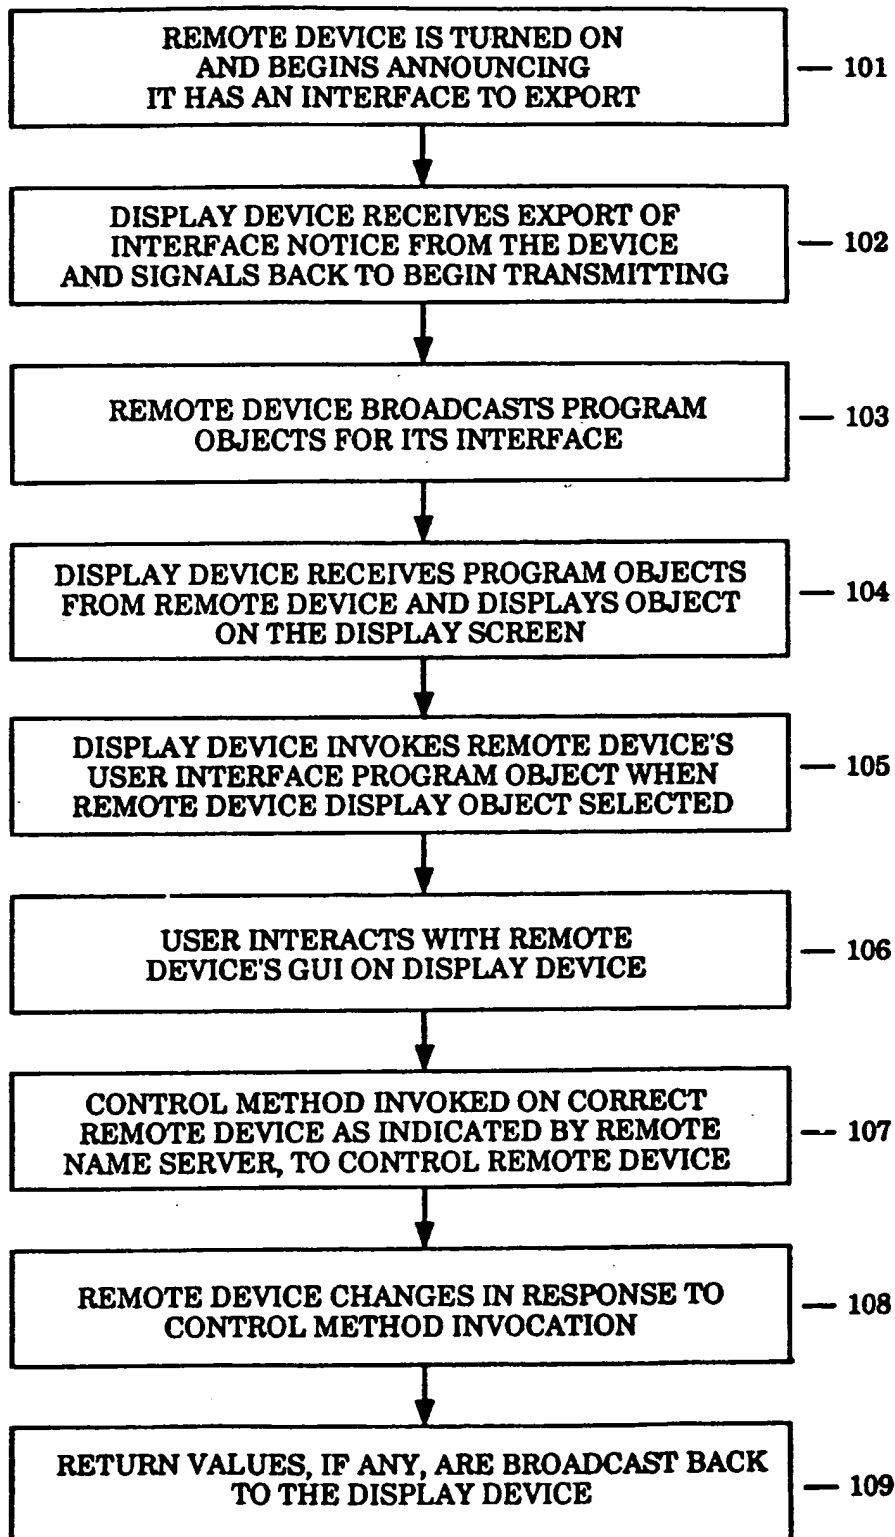 REMOTE DEVICE IS TURNED ON
AND BEGINS ANNOUNCING
IT HAS AN INTERFACE TO EXPORT
101
DISPLAY DEVICE RECEIVES EXPORT OF
INTERFACE NOTICE FROM THE DEVICE
AND SIGNALS BACK TO BEGIN TRANSMITTING
102
REMOTE DEVICE BROADCASTS PROGRAM
OBJECTS FOR ITS INTERFACE
103
DISPLAY DEVICE RECEIVES PROGRAM OBJECTS
FROM REMOTE DEVICE AND DISPLAYS OBJECT
ON THE DISPLAY SCREEN
104
DISPLAY DEVICE INVOKES REMOTE DEVICE'S
USER INTERFACE PROGRAM OBJECT WHEN
REMOTE DEVICE DISPLAY OBJECT SELECTED
105
USER INTERACTS WITH REMOTE
DEVICE'S GUI ON DISPLAY DEVICE
106
CONTROL METHOD INVOKED ON CORRECT
REMOTE DEVICE AS INDICATED BY REMOTE
NAME SERVER, TO CONTROL REMOTE DEVICE
107
REMOTE DEVICE CHANGES IN RESPONSE TO
CONTROL METHOD INVOCATION
108
RETURN VALUES, IF ANY, ARE BROADCAST BACK
TO THE DISPLAY DEVICE
109